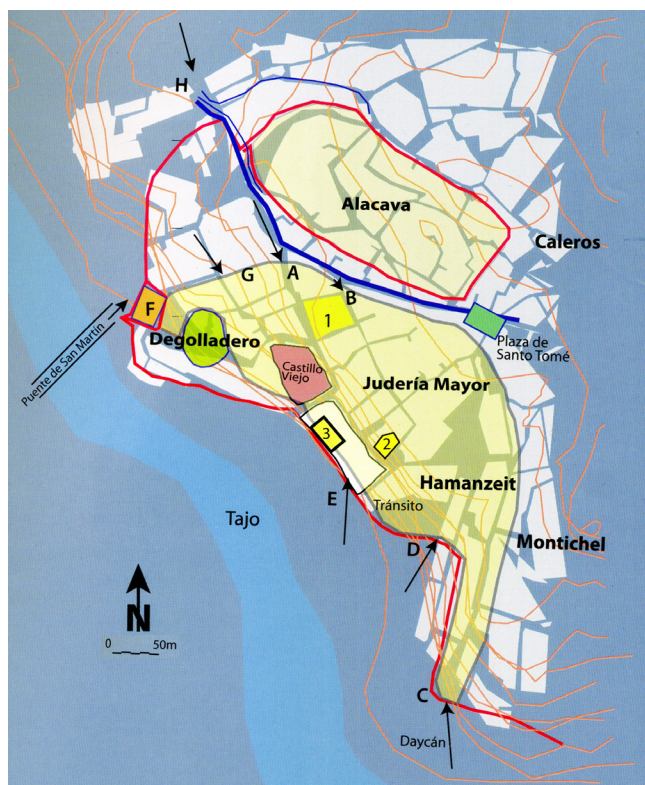 H
Alacava
Caleros
G
A
B
F
1
Degolladero
Plaza de
Santo Tomé
Puente de San Martín
Castillo
Viejo
Judería Mayor
3
2
Hamanzeit
E
Tránsito
Tajo
Montichel
D
N
0 50m
C
Daycán